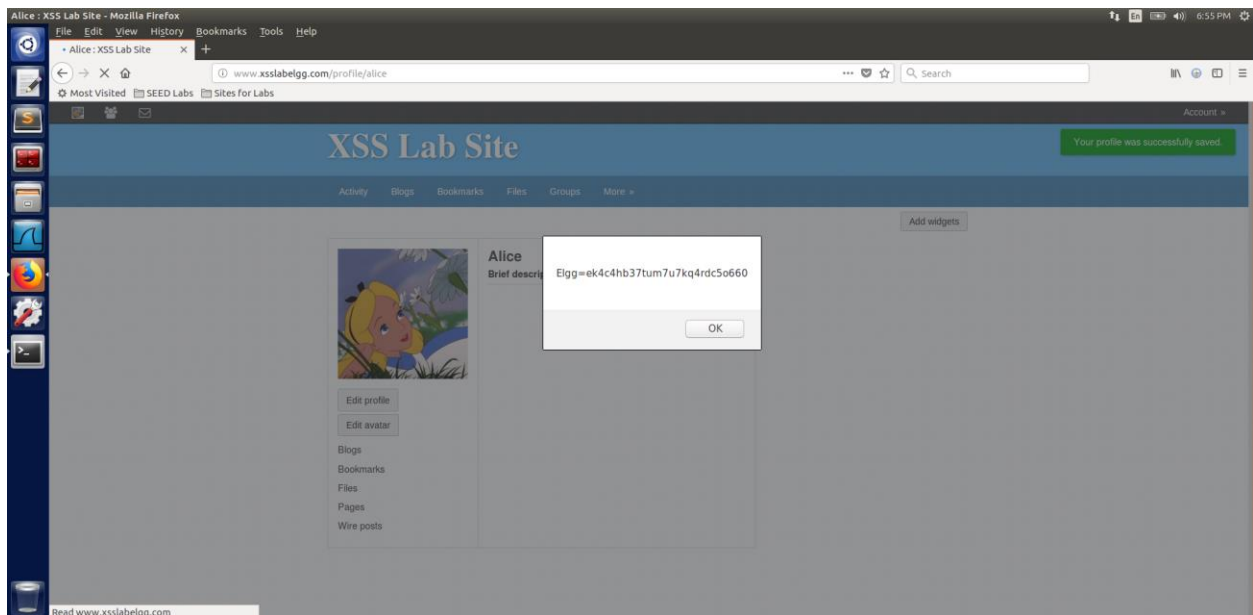 Alice : XSS Lab Site - Mozilla Firefox
En
6:55 PM
File Edit View History Bookmarks Tools Help
• Alice : XSS Lab Site × +
www.xsslabelgg.com/profile/alice
Search
Most Visited SEED Labs Sites for Labs
Account »
XSS Lab Site
Your profile was successfully saved.
Activity Blogs Bookmarks Files Groups More »
Add widgets
Alice
Brief descrip
Elgg=ek4c4hb37tum7u7kq4rdc5o660
OK
Edit profile
Edit avatar
Blogs
Bookmarks
Files
Pages
Wire posts
Read www.xsslabelgg.com